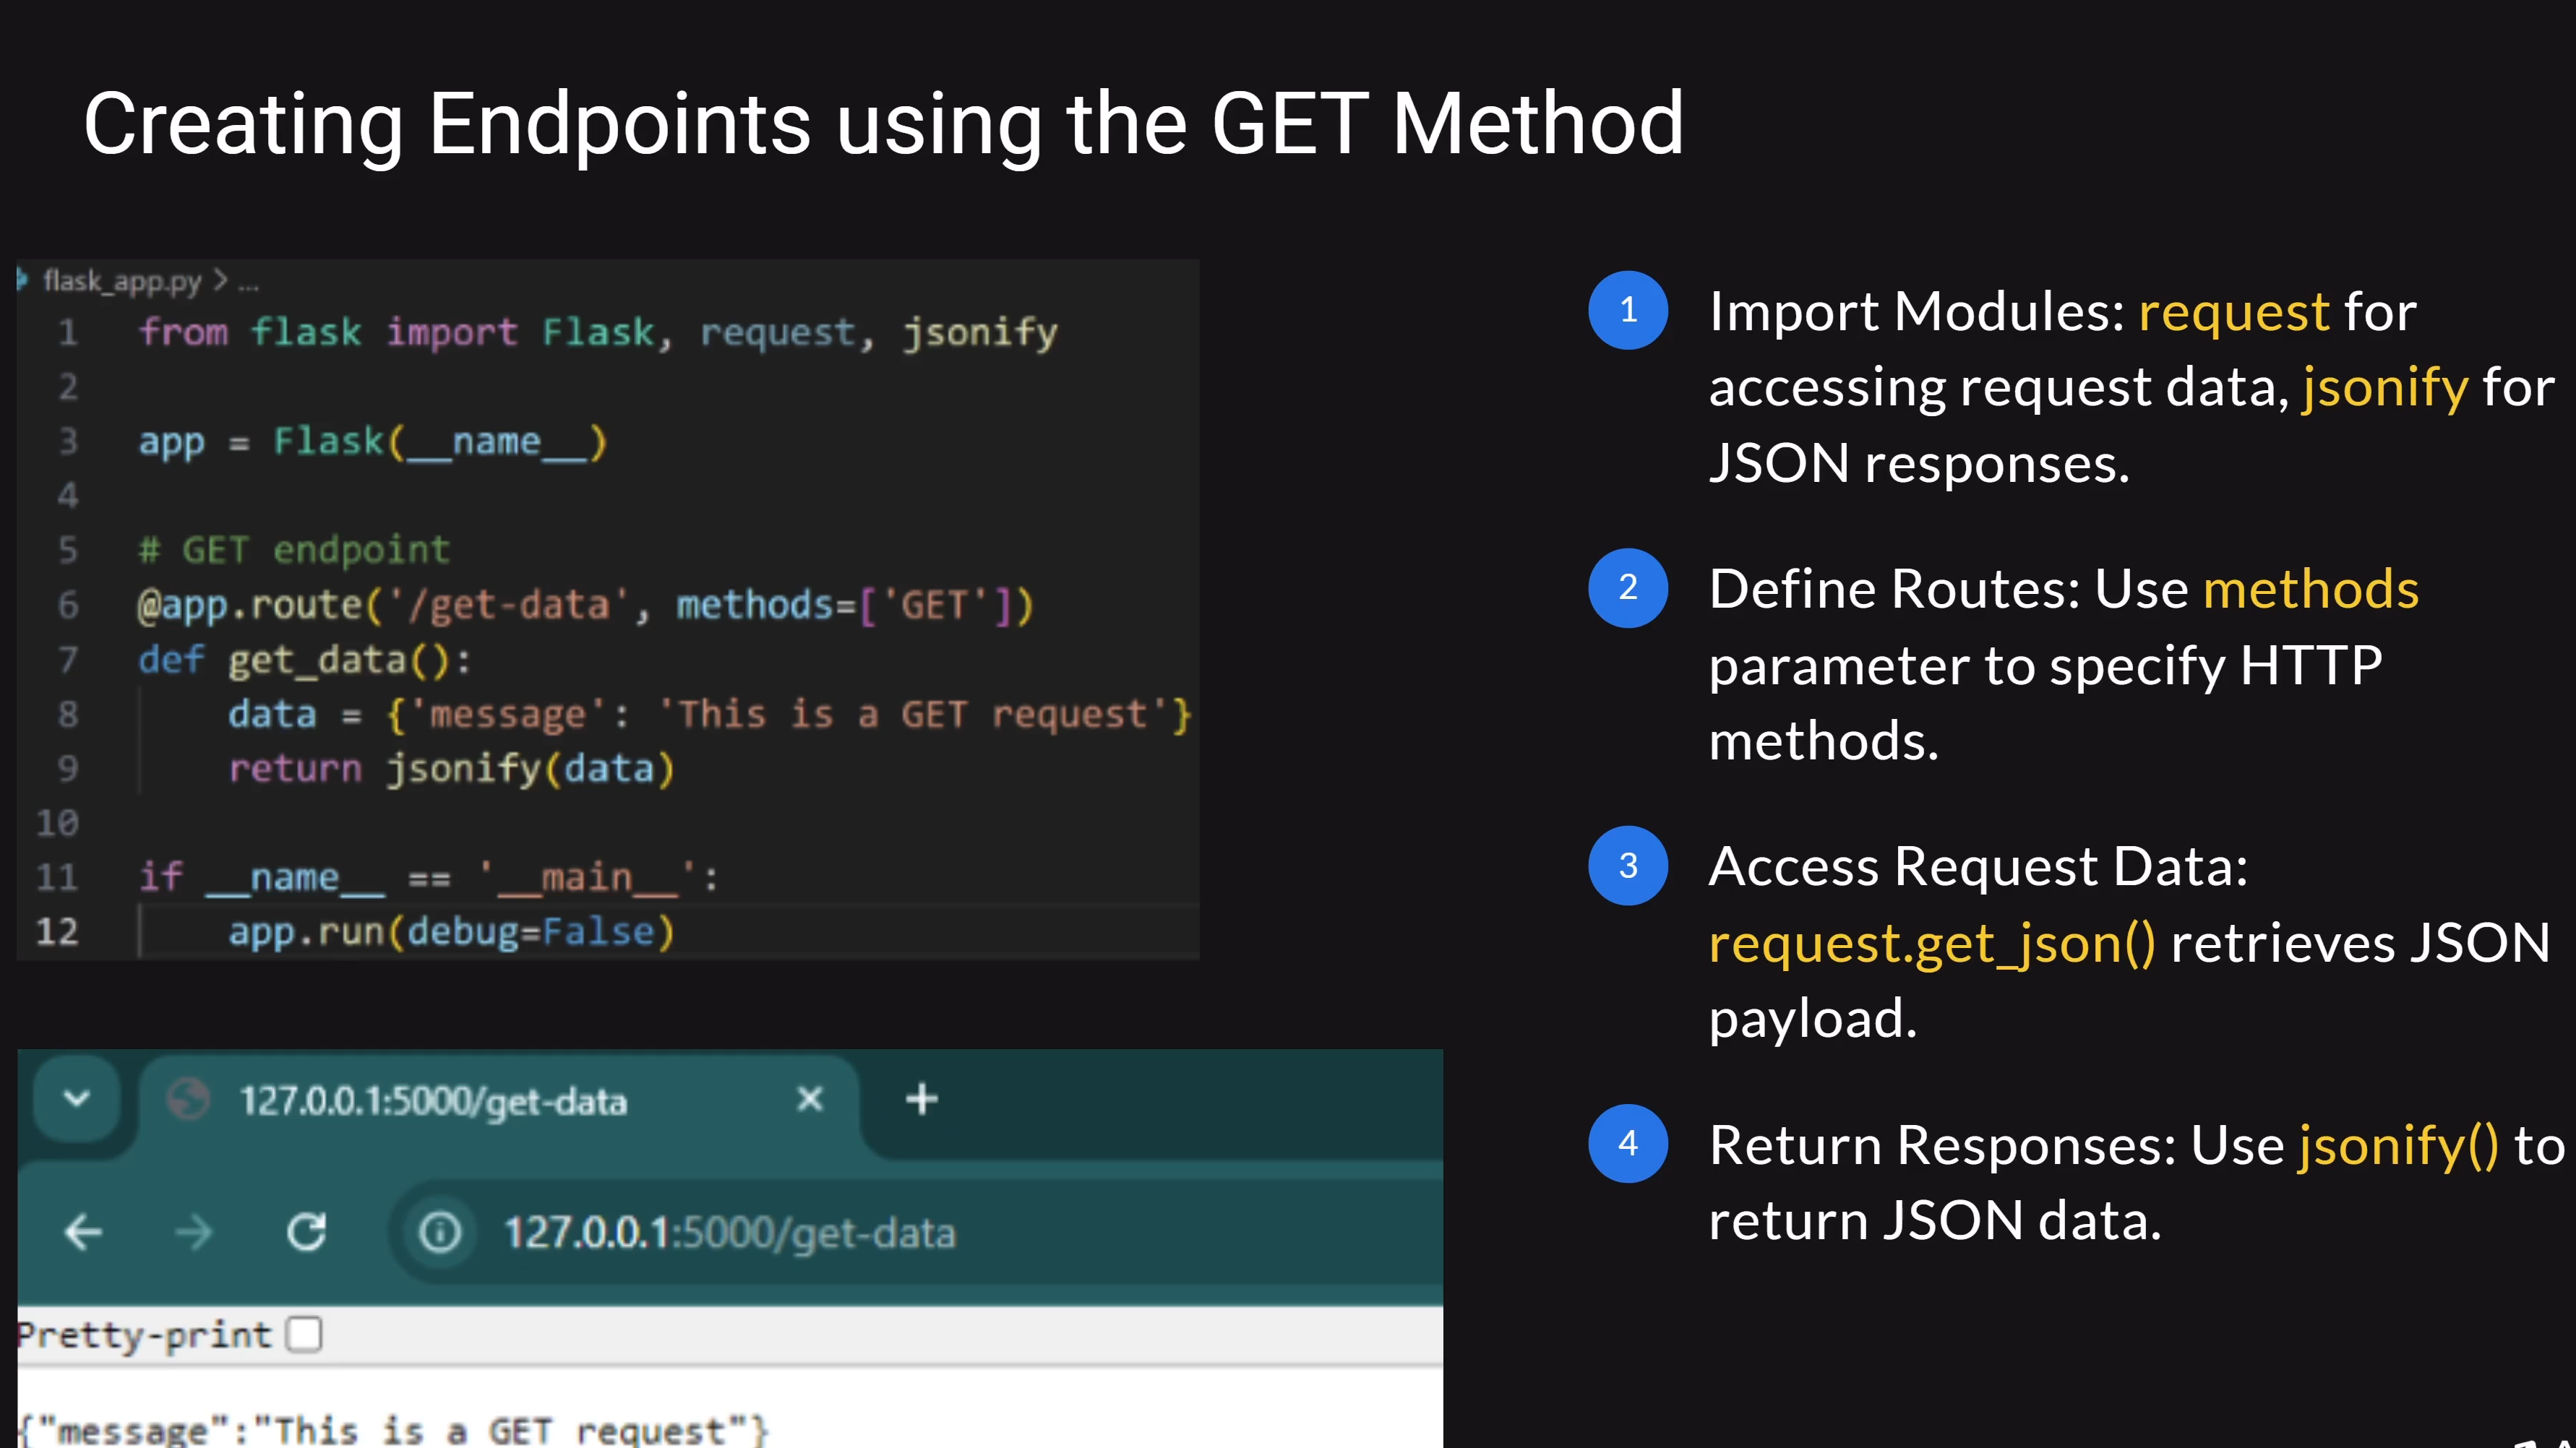 Creating Endpoints using the GET Method
flask_app.py > ...
1 from flask import Flask, request, jsonify
2
3 app = Flask(__name__)
4
5 # GET endpoint
6 @app.route('/get-data', methods=['GET'])
7 def get_data():
8     data = {'message': 'This is a GET request'}
9     return jsonify(data)
10
11 if __name__ == '__main__':
12     app.run(debug=False)
127.0.0.1:5000/get-data
127.0.0.1:5000/get-data
Pretty-print
{"message":"This is a GET request"}
1 Import Modules: request for
accessing request data, jsonify for
JSON responses.
2 Define Routes: Use methods
parameter to specify HTTP
methods.
3 Access Request Data:
request.get_json() retrieves JSON
payload.
4 Return Responses: Use jsonify() to
return JSON data.